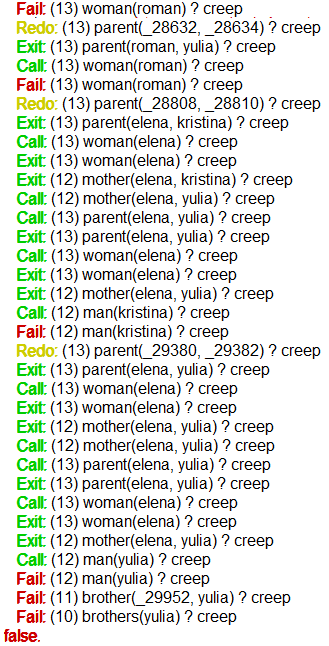 Fail: (13) woman(roman) ? creep
Redo: (13) parent(_28632, _28634) ? creep
Exit: (13) parent(roman, yulia) ? creep
Call: (13) woman(roman) ? creep
Fail: (13) woman(roman) ? creep
Redo: (13) parent(_28808, _28810) ? creep
Exit: (13) parent(elena, kristina) ? creep
Call: (13) woman(elena) ? creep
Exit: (13) woman(elena) ? creep
Exit: (12) mother(elena, kristina) ? creep
Call: (12) mother(elena, yulia) ? creep
Call: (13) parent(elena, yulia) ? creep
Exit: (13) parent(elena, yulia) ? creep
Call: (13) woman(elena) ? creep
Exit: (13) woman(elena) ? creep
Exit: (12) mother(elena, yulia) ? creep
Call: (12) man(kristina) ? creep
Fail: (12) man(kristina) ? creep
Redo: (13) parent(_29380, _29382) ? creep
Exit: (13) parent(elena, yulia) ? creep
Call: (13) woman(elena) ? creep
Exit: (13) woman(elena) ? creep
Exit: (12) mother(elena, yulia) ? creep
Call: (12) mother(elena, yulia) ? creep
Call: (13) parent(elena, yulia) ? creep
Exit: (13) parent(elena, yulia) ? creep
Call: (13) woman(elena) ? creep
Exit: (13) woman(elena) ? creep
Exit: (12) mother(elena, yulia) ? creep
Call: (12) man(yulia) ? creep
Fail: (12) man(yulia) ? creep
Fail: (11) brother(_29952, yulia) ? creep
Fail: (10) brothers(yulia) ? creep
false.